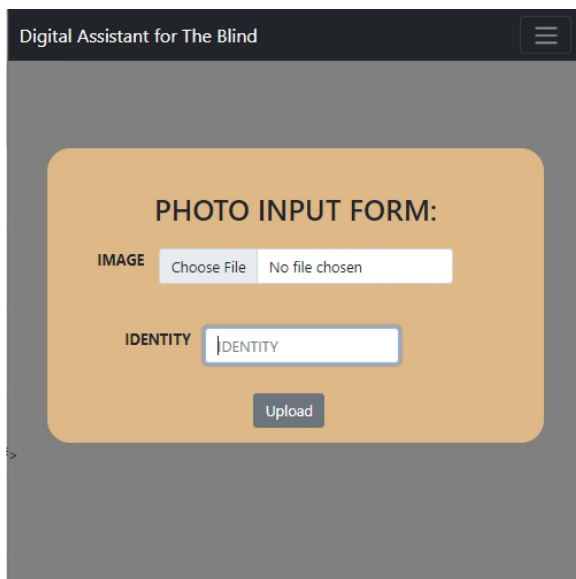 Digital Assistant for The Blind
PHOTO INPUT FORM:
IMAGE Choose File No file chosen
IDENTITY IDENTITY
Upload